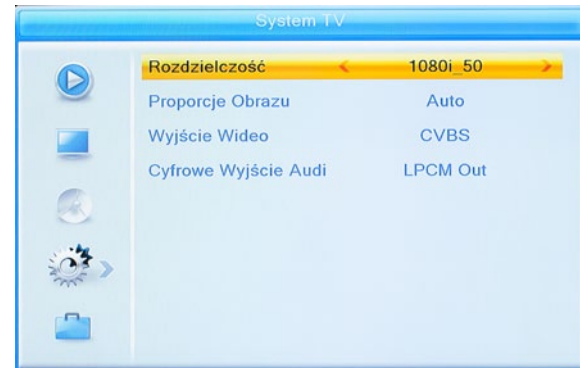 System TV
Rozdzielczość 1080i_50
Proporcje Obrazu Auto
Wyjście Wideo CVBS
Cyfrowe Wyjście Audi LPCM Out